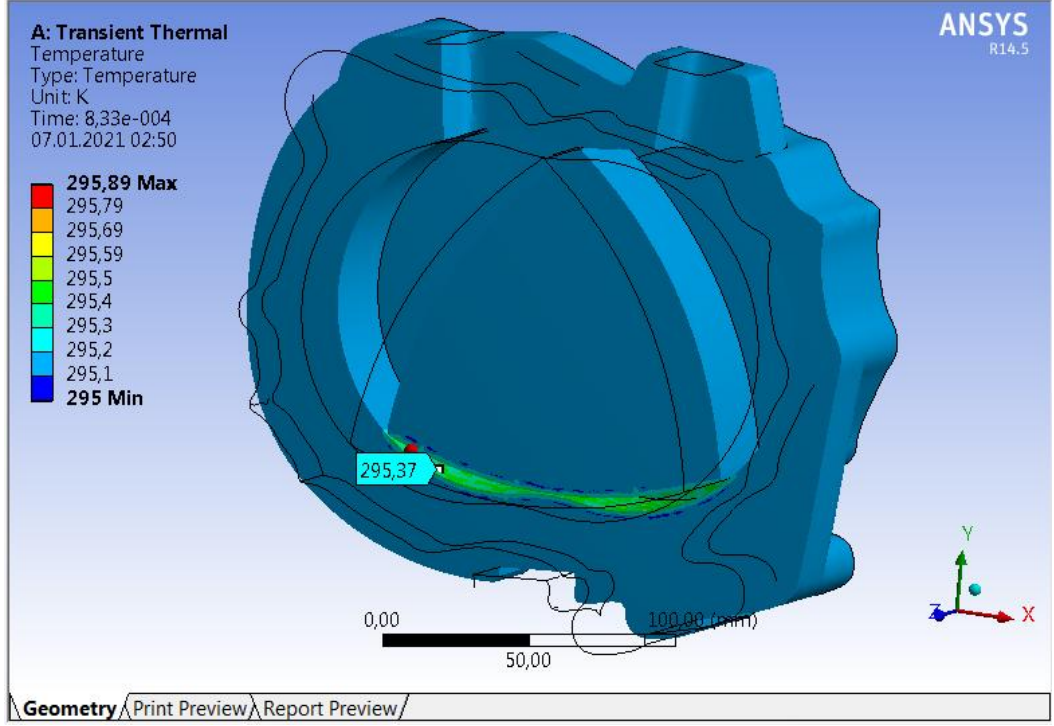 A: Transient Thermal
Temperature
Type: Temperature
Unit: K
Time: 8,33e-004
07.01.2021 02:50
ANSYS
R14.5
295,89 Max
295,79
295,69
295,59
295,5
295,4
295,3
295,2
295,1
295 Min
295,37
0,00
100,00 (mm)
50,00
Y
Z
X
Geometry Print Preview Report Preview